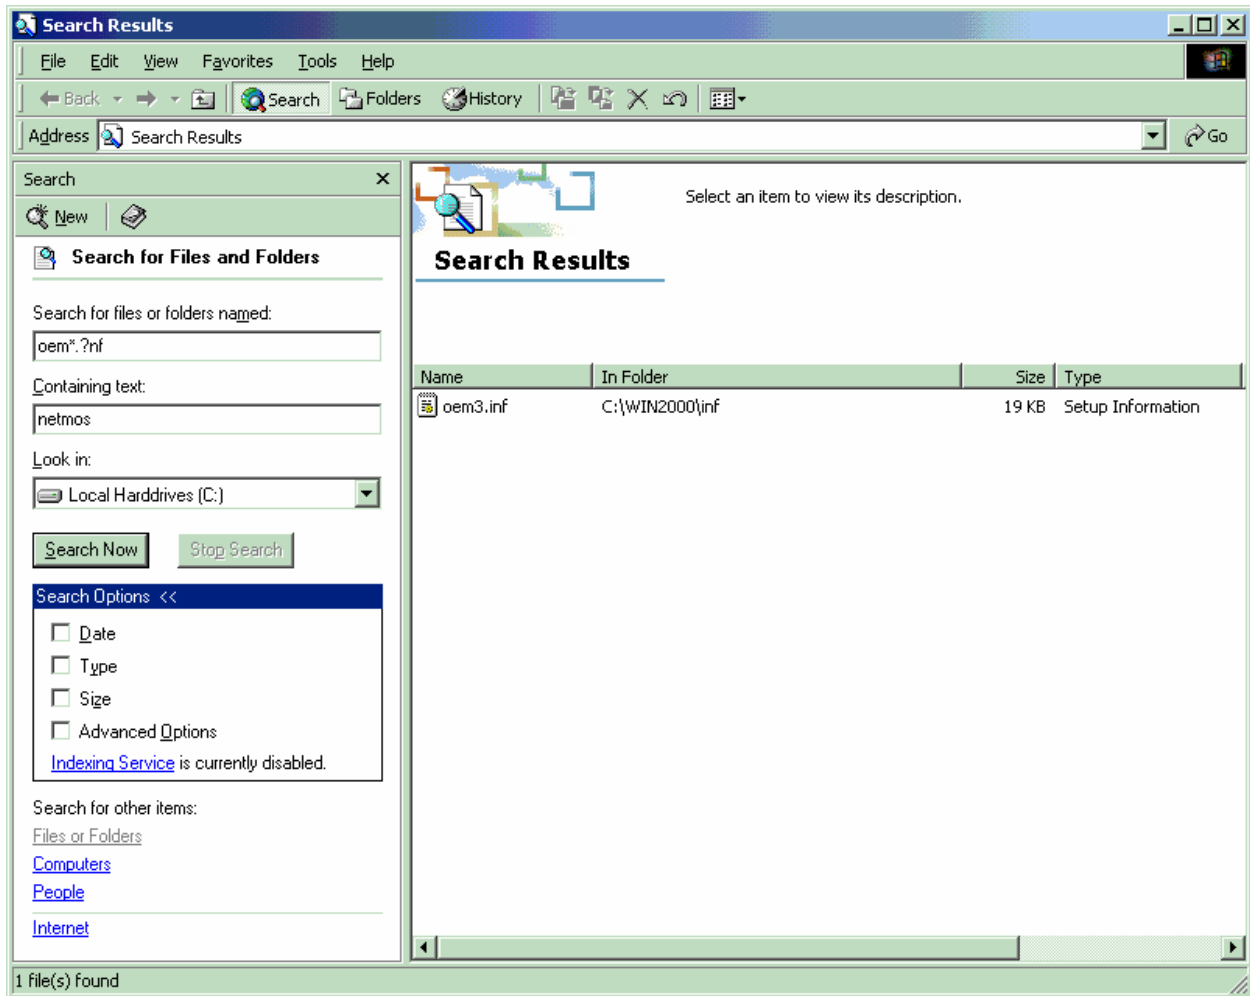 Search Results
File Edit View Favorites Tools Help
Back Search Folders History
Address Search Results Go
Search
New
Search for Files and Folders
Search for files or folders named:
oem*.?nf
Containing text:
netmos
Look in:
Local Harddrives (C:)
Search Now Stop Search
Search Options <<
Date
Type
Size
Advanced Options
Indexing Service is currently disabled.
Search for other items:
Files or Folders
Computers
People
Internet
Select an item to view its description.
Search Results
Name In Folder Size Type
oem3.inf C:\WIN2000\inf 19 KB Setup Information
1 file(s) found